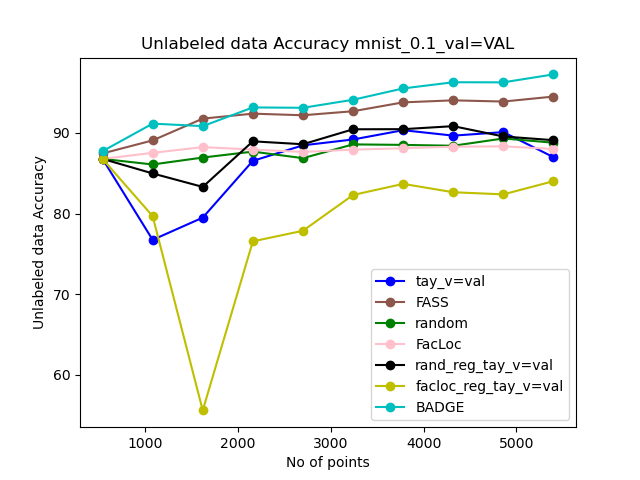 Unlabeled data Accuracy mnist_0.1_val=VAL
Unlabeled data Accuracy
90
80
70
60
1000
2000
3000
4000
5000
No of points
tay_v=val
FASS
random
FacLoc
rand_reg_tay_v=val
facloc_reg_tay_v=val
BADGE